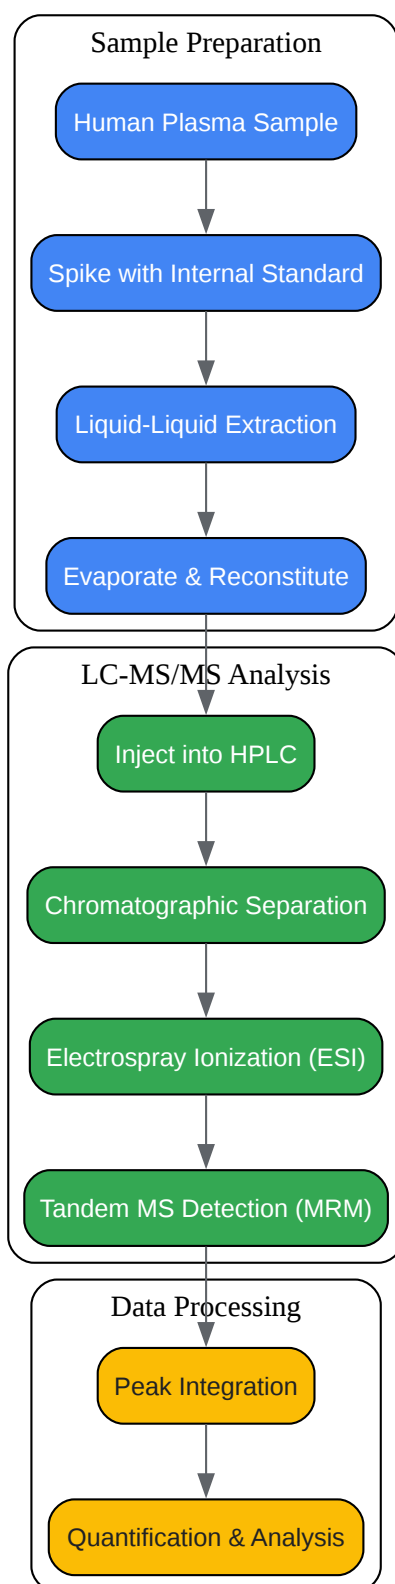 Sample Preparation
Human Plasma Sample
Spike with Internal Standard
Liquid-Liquid Extraction
Evaporate & Reconstitute
LC-MS/MS Analysis
Inject into HPLC
Chromatographic Separation
Electrospray Ionization (ESI)
Tandem MS Detection (MRM)
Data Processing
Peak Integration
Quantification & Analysis